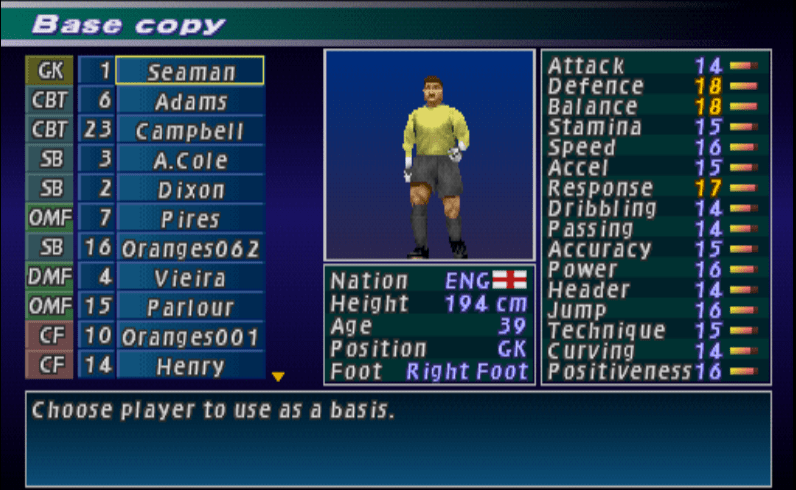 Base copy
GK 1 Seaman
CBT 6 Adams
CBT 23 Campbell
SB 3 A.Cole
SB 2 Dixon
OMF 7 Pires
SB 16 Oranges062
DMF 4 Vieira
OMF 15 Parlour
CF 10 Oranges001
CF 14 Henry
Nation ENG
Height 194 cm
Age 39
Position GK
Foot Right Foot
Attack 14
Defence 18
Balance 18
Stamina 15
Speed 16
Accel 15
Response 17
Dribbling 14
Passing 14
Accuracy 15
Power 16
Header 14
Jump 16
Technique 15
Curving 14
Positiveness 16
Choose player to use as a basis.